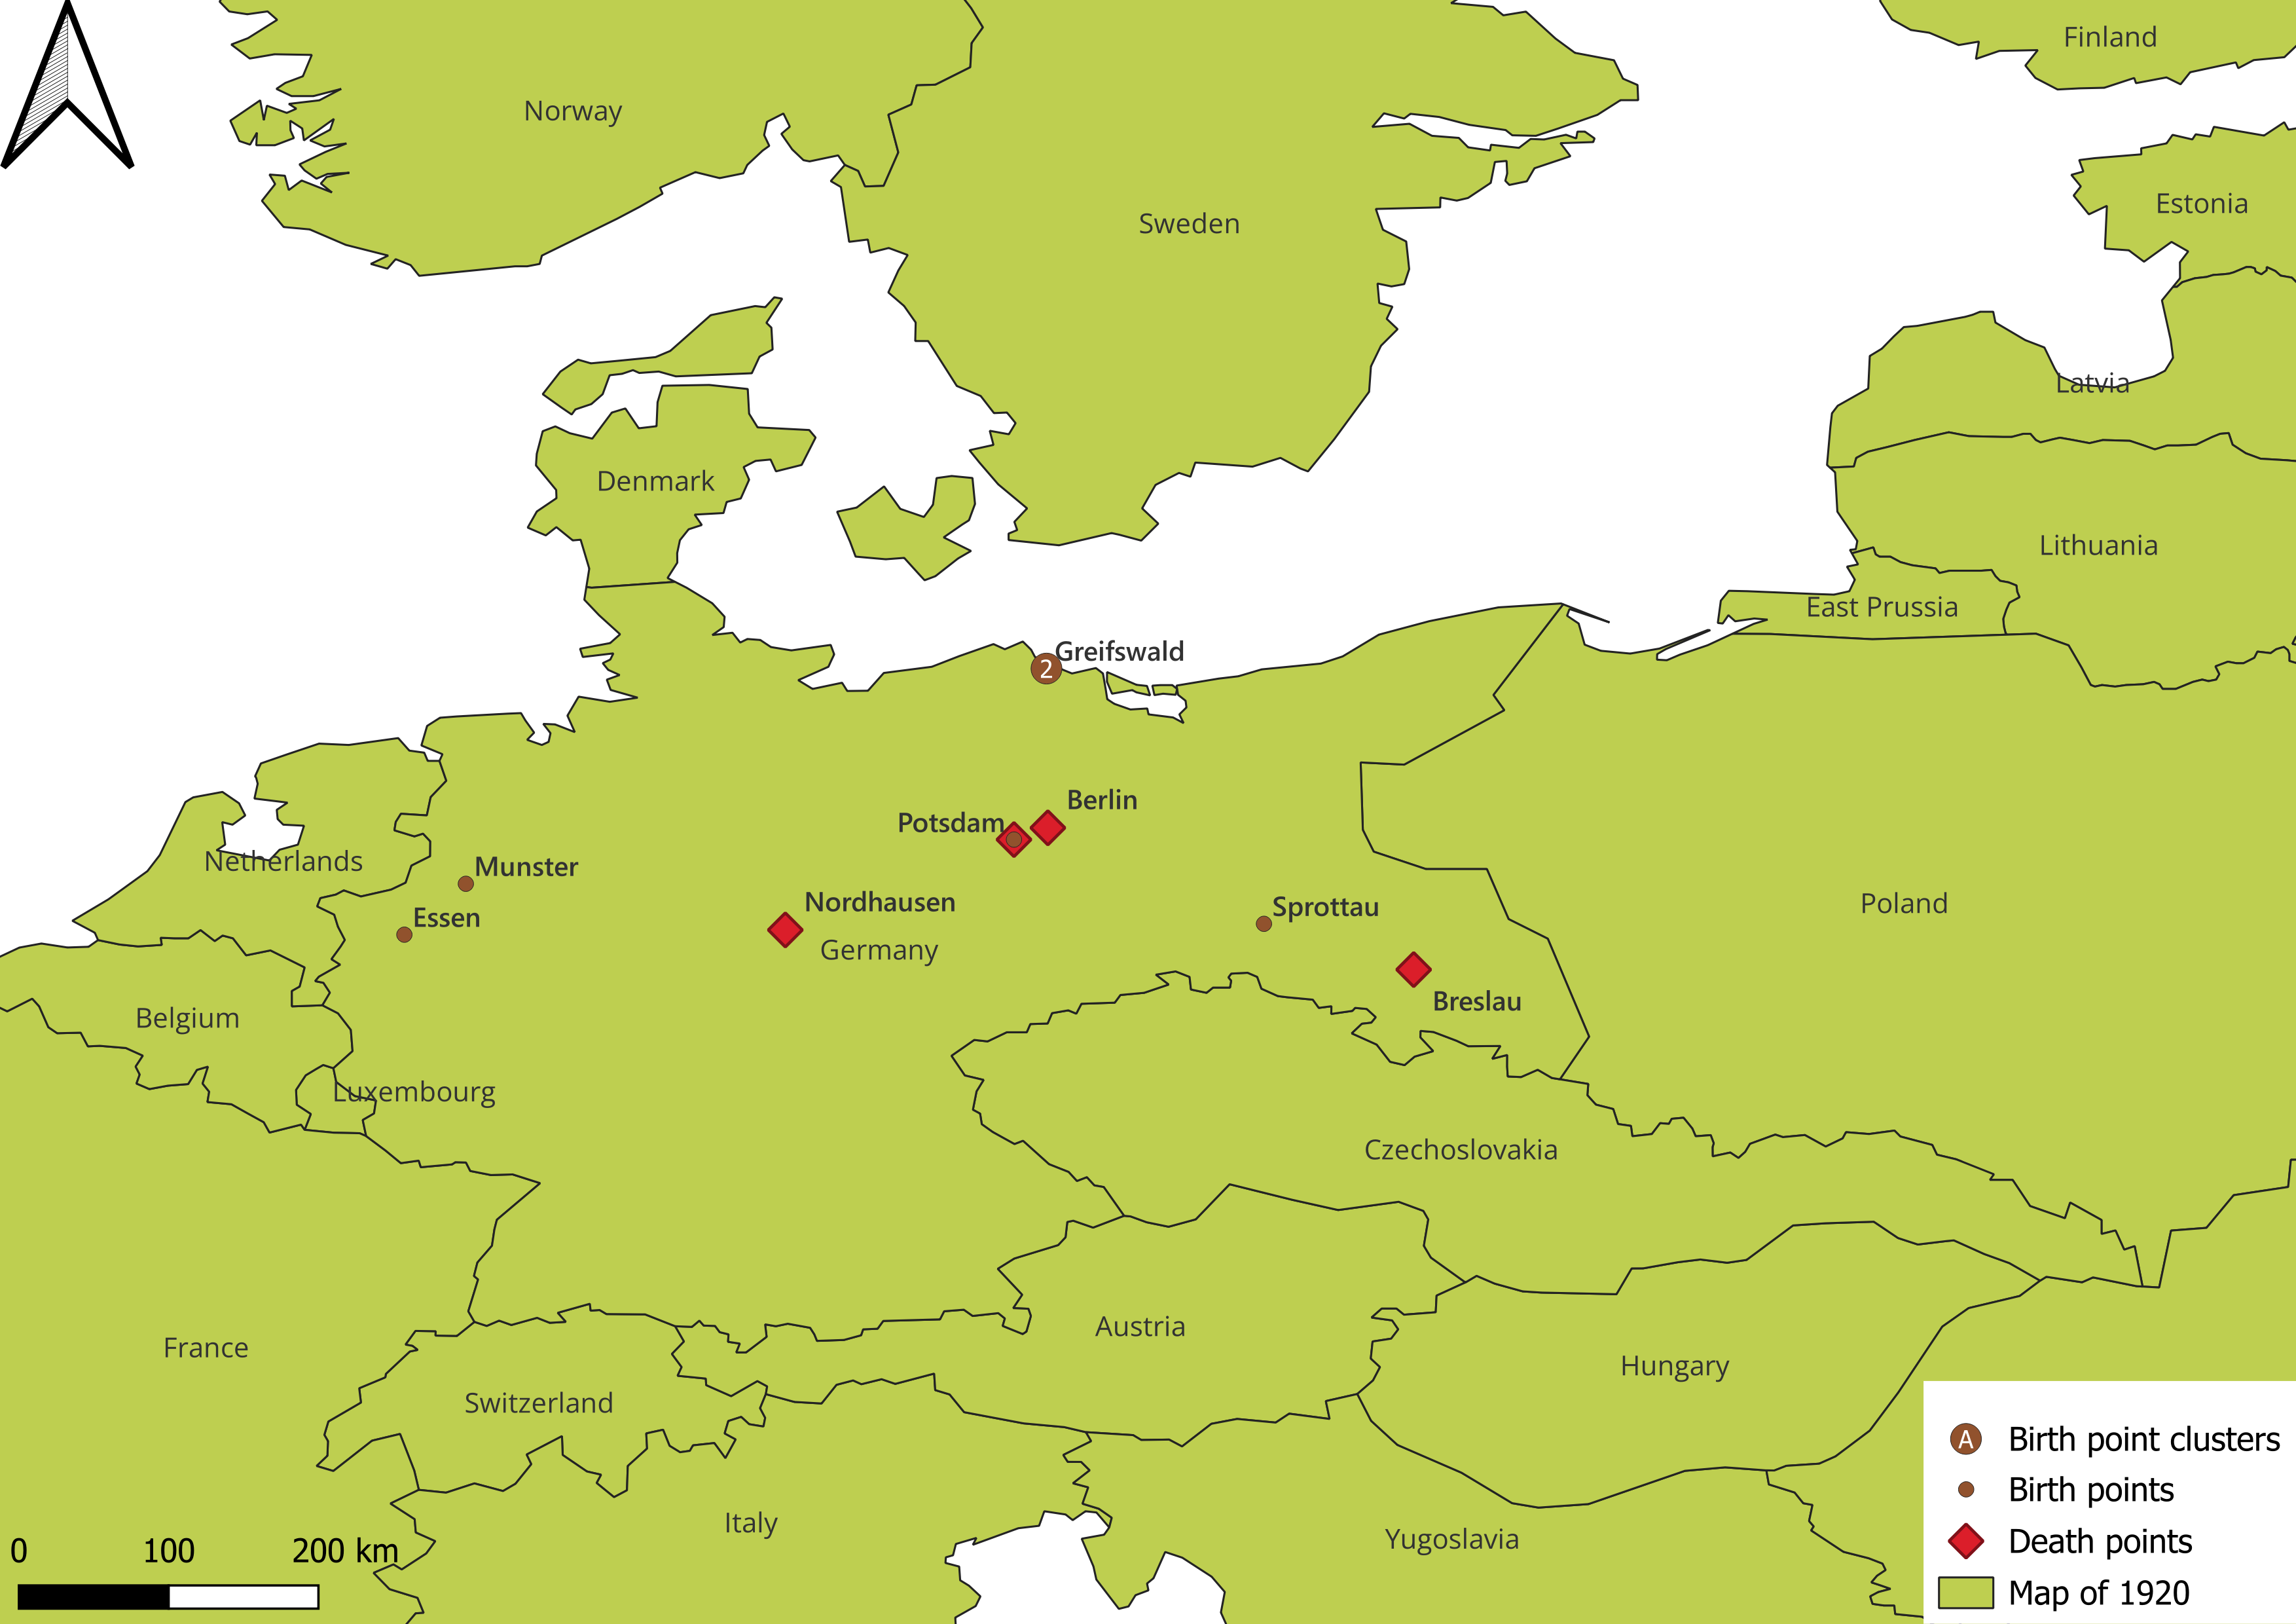 Finland
Norway
Estonia
Sweden
Latvia
Denmark
Lithuania
East Prussia
Greifswald
2
Berlin
Potsdam
Netherlands
Munster
Nordhausen
Sprottau
Poland
Essen
Germany
Breslau
Belgium
Luxembourg
Czechoslovakia
Austria
France
Hungary
Switzerland
Italy
Yugoslavia
0 100 200 km
A Birth point clusters
Birth points
Death points
Map of 1920